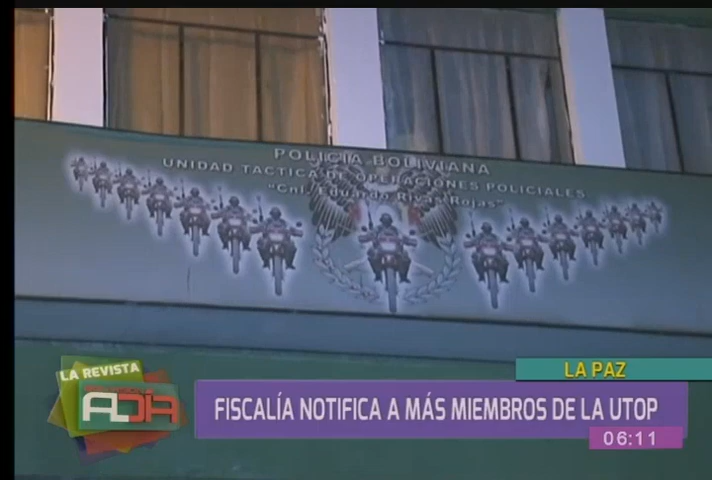 POLICIA BOLIVIANA
UNIDAD TACTICA DE OPERACIONES POLICIALES
"Cnl. Eduardo Rivas Rojas"
LA REVISTA
AL DÍA
LA PAZ
FISCALÍA NOTIFICA A MÁS MIEMBROS DE LA UTOP
06:11